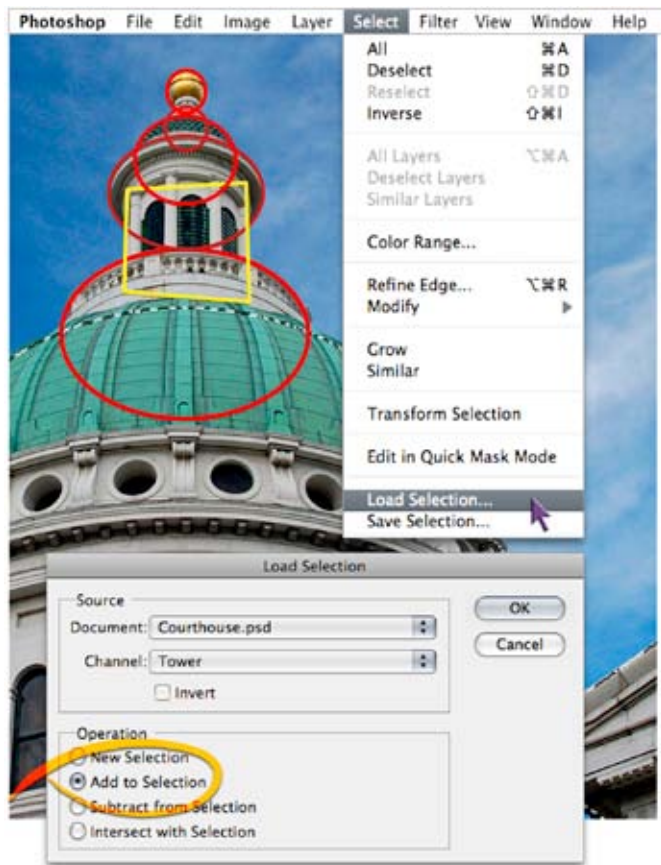 Photoshop File Edit Image Layer Select Filter View Window Help
All ⌘A
Deselect ⌘D
Reselect ⇧⌘D
Inverse ⇧⌘I
All Layers ⌥⌘A
Deselect Layers
Similar Layers
Color Range...
Refine Edge... ⌥⌘R
Modify
Grow
Similar
Transform Selection
Edit in Quick Mask Mode
Load Selection...
Save Selection...
Load Selection
Source
Document: Courthouse.psd
Channel: Tower
Invert
OK
Cancel
Operation
New Selection
Add to Selection
Subtract from Selection
Intersect with Selection